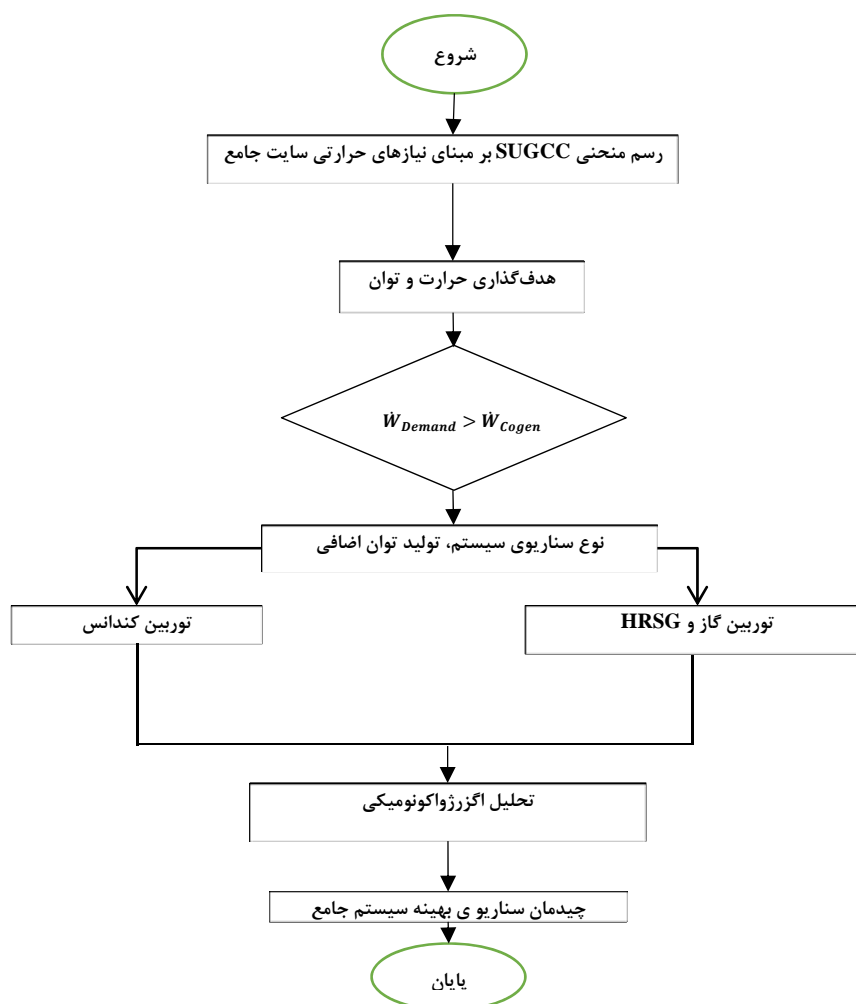 شروع
رسم منحنی SUGCC بر مبنای نیازهای حرارتی سایت جامع
هدف‌گذاری حرارت و توان
Ẇ_Demand > Ẇ_Cogen
نوع سناریوی سیستم، تولید توان اضافی
توربین گاز و HRSG
توربین کندانس
تحلیل اگزرژواکونومیکی
چیدمان سناریو ی بهینه سیستم جامع
پایان